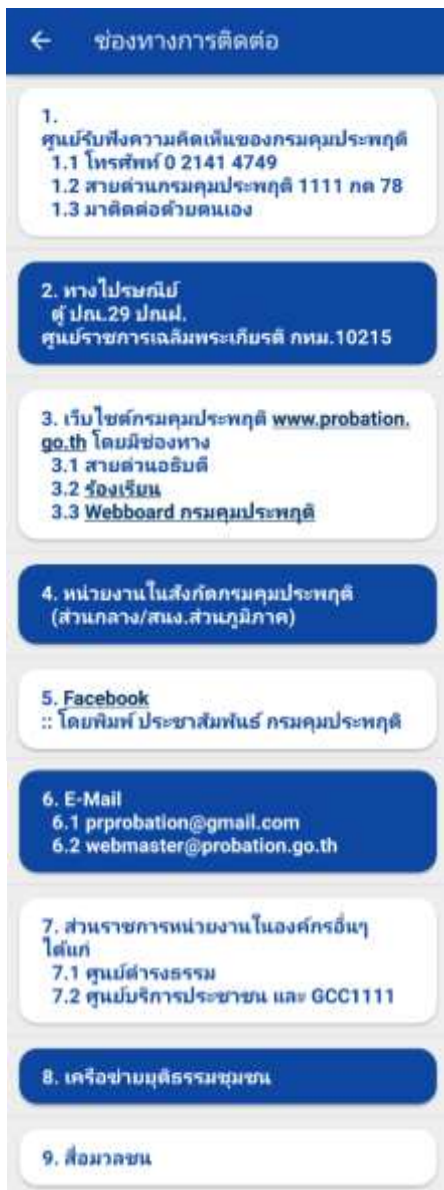 ช่องทางการติดต่อ
1.
ศูนย์รับฟังความคิดเห็นของกรมคุมประพฤติ
1.1 โทรศัพท์ 0 2141 4749
1.2 สายด่วนกรมคุมประพฤติ 1111 กด 78
1.3 มาติดต่อด้วยตนเอง
2. ทางไปรษณีย์
ตู้ ปณ.29 ปณฝ.
ศูนย์ราชการเฉลิมพระเกียรติ กทม.10215
3. เว็บไซต์กรมคุมประพฤติ www.probation.
go.th โดยมีช่องทาง
3.1 สายด่วนอธิบดี
3.2 ร้องเรียน
3.3 Webboard กรมคุมประพฤติ
4. หน่วยงานในสังกัดกรมคุมประพฤติ
(ส่วนกลาง/สนง.ส่วนภูมิภาค)
5. Facebook
:: โดยพิมพ์ ประชาสัมพันธ์ กรมคุมประพฤติ
6. E-Mail
6.1 prprobation@gmail.com
6.2 webmaster@probation.go.th
7. ส่วนราชการหน่วยงานในองค์กรอื่นๆ
ได้แก่
7.1 ศูนย์ดำรงธรรม
7.2 ศูนย์บริการประชาชน และ GCC1111
8. เครือข่ายยุติธรรมชุมชน
9. สื่อมวลชน